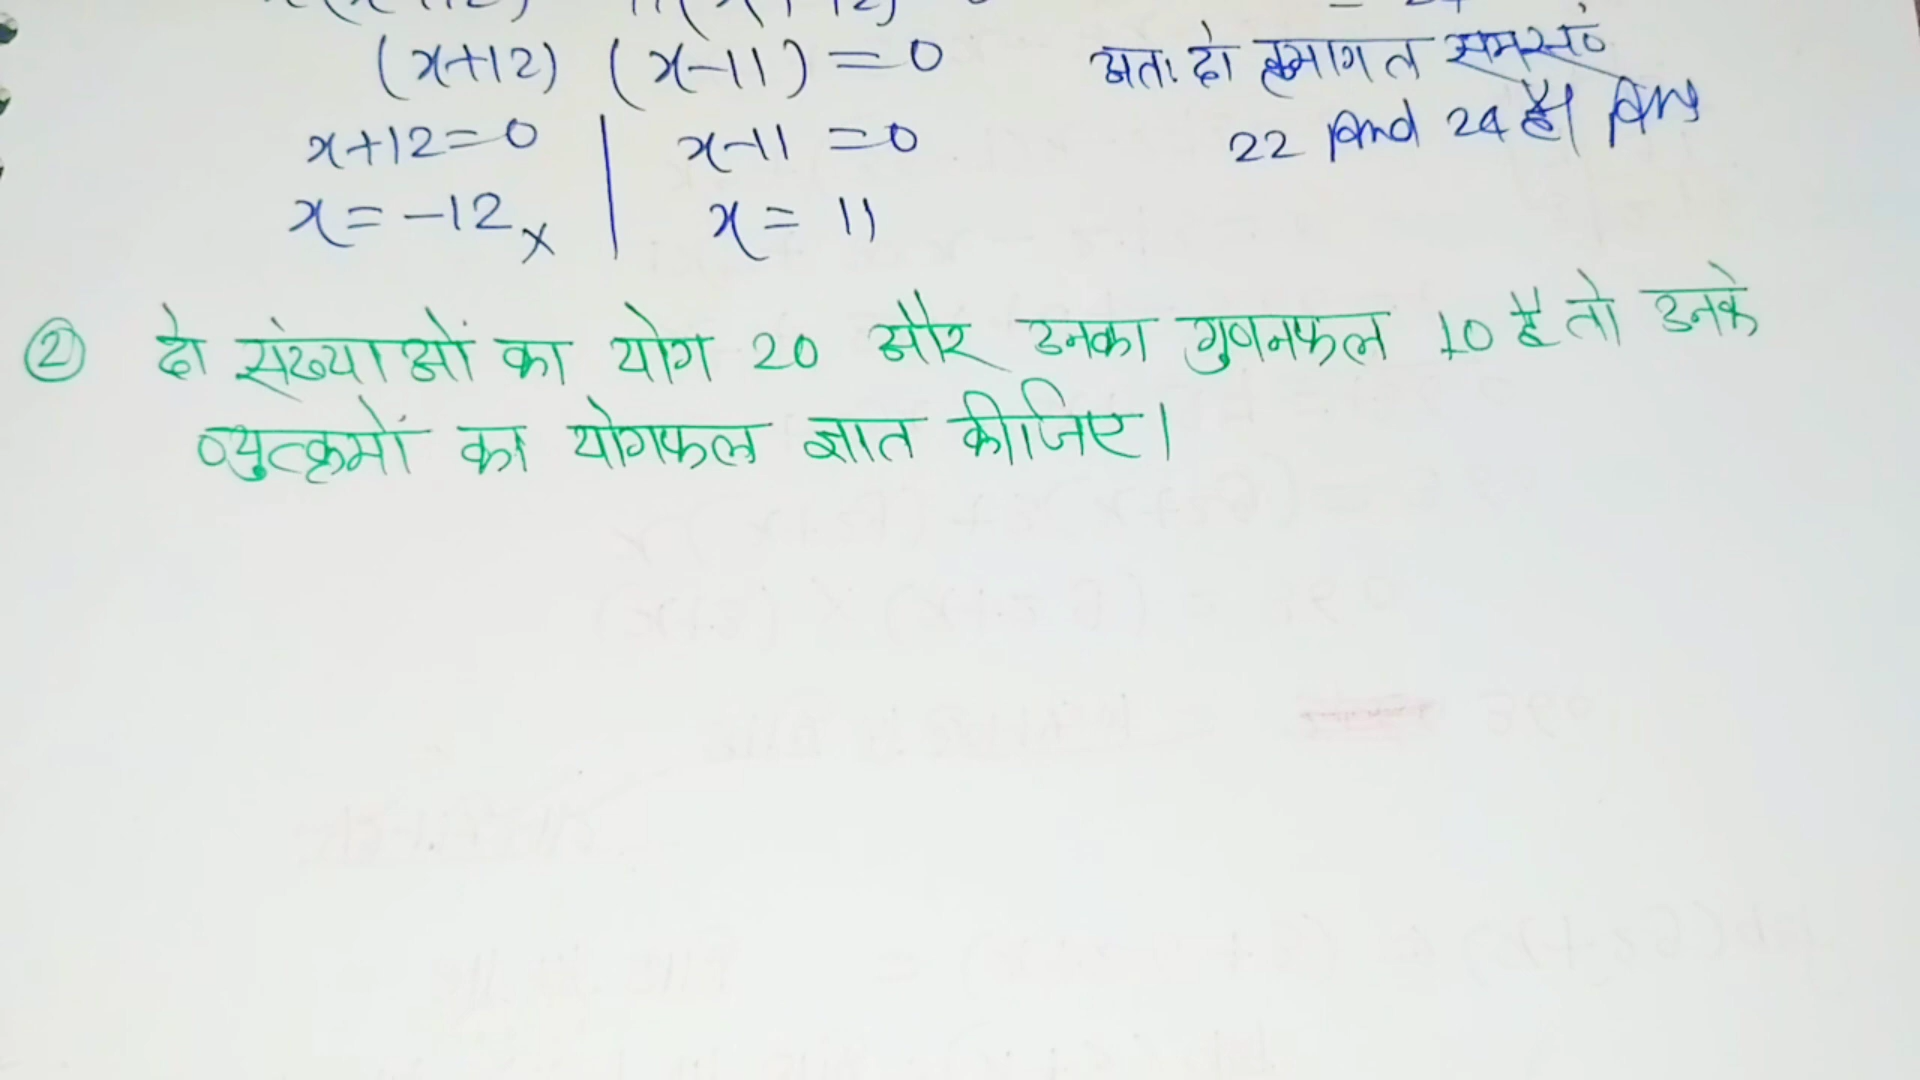 (x+12) (x-11) = 0
x+12=0 | x-11 =0
x = -12 x | x = 11
अतः दो क्रमागत सम सं०
22 And 24 है। Ans
② दो संख्याओं का योग 20 और उनका गुणनफल 10 है तो उनके
व्युत्क्रमों का योगफल ज्ञात कीजिए।